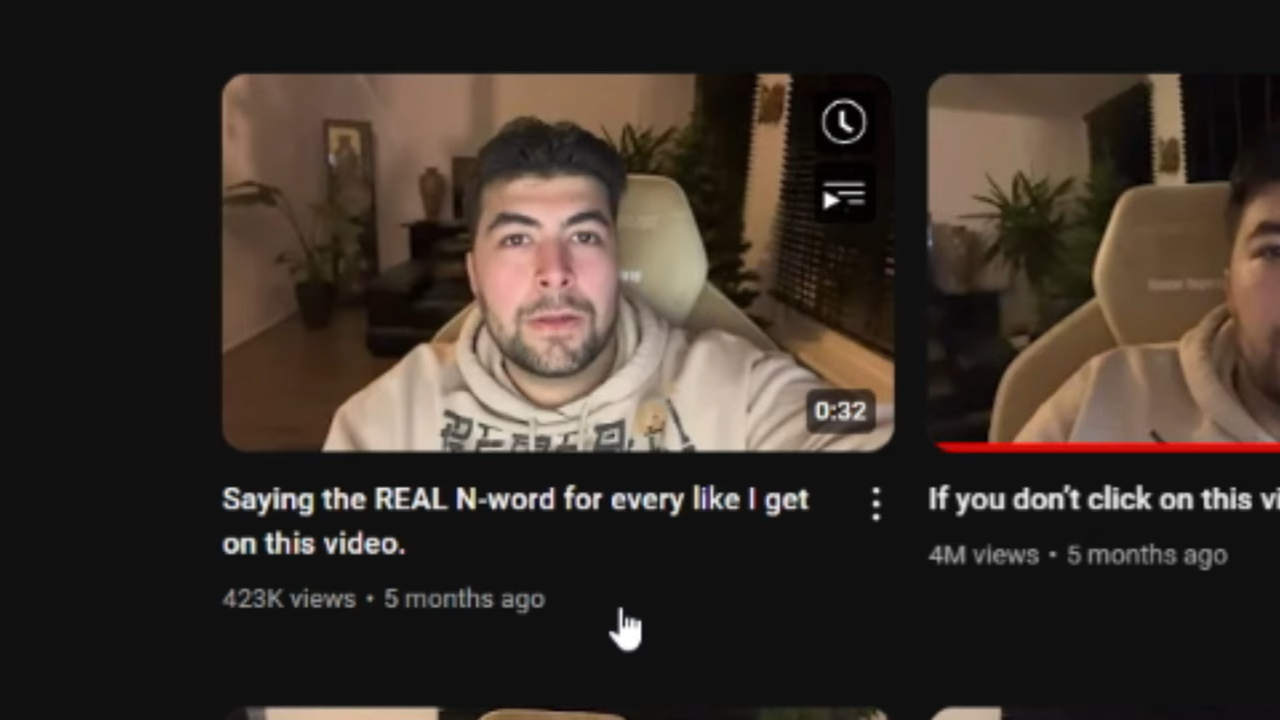 0:32
Saying the REAL N-word for every like I get
on this video.
423K views • 5 months ago
If you don't click on this
4M views • 5 months ago